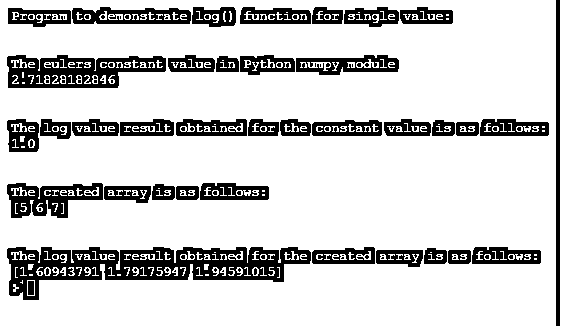 Program to demonstrate log() function for single value:
The eulers constant value in Python numpy module
2.71828182846
The log value result obtained for the constant value is as follows:
1.0
The created array is as follows:
[5 6 7]
The log value result obtained for the created array is as follows:
[1.60943791 1.79175947 1.94591015]
>